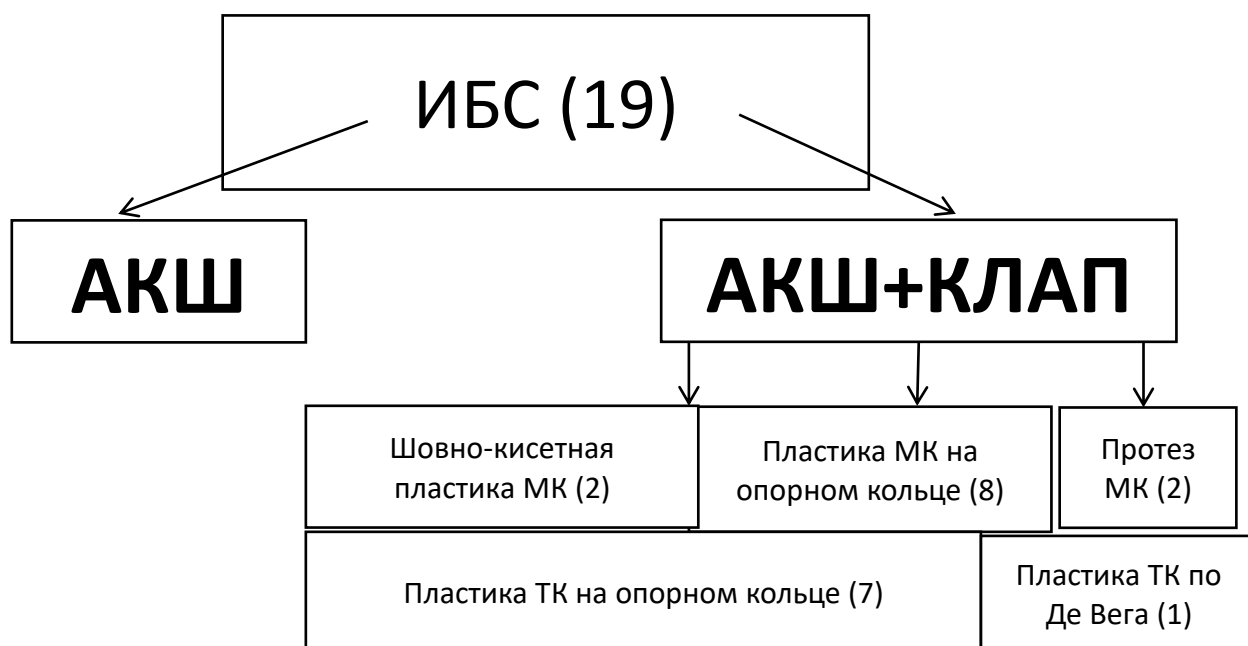 ИБС (19)
АКШ
АКШ+КЛАП
Шовно-кисетная
пластика МК (2)
Пластика МК на
опорном кольце (8)
Протез
МК (2)
Пластика ТК на опорном кольце (7)
Пластика ТК по
Де Вега (1)